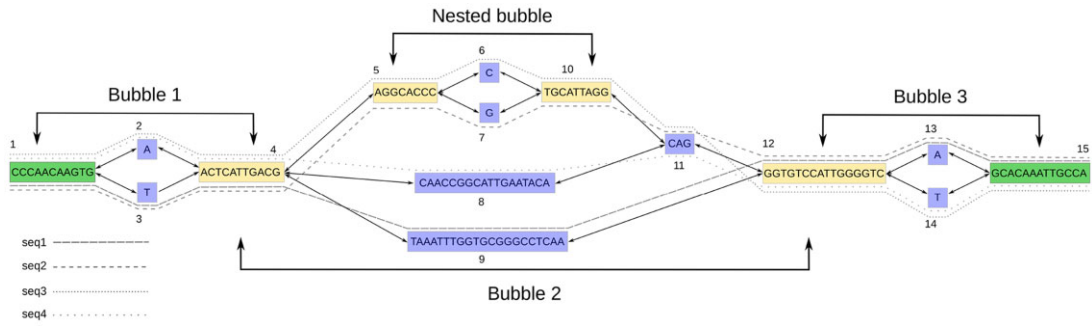 Nested bubble
6
5
10
C
AGGCACCC
TGCATTAGG
Bubble 1
G
Bubble 3
7
1
2
4
12
13
15
A
CAG
A
CCCAACAAGTG
ACTCATTGACG
11
GGTGTCCATTGGGGTC
GCACAAATTGCCA
T
CAACCGGCATTGAATACA
T
3
8
14
TAAATTTGGTGCGGGCCTCAA
seq1
9
seq2
Bubble 2
seq3
seq4